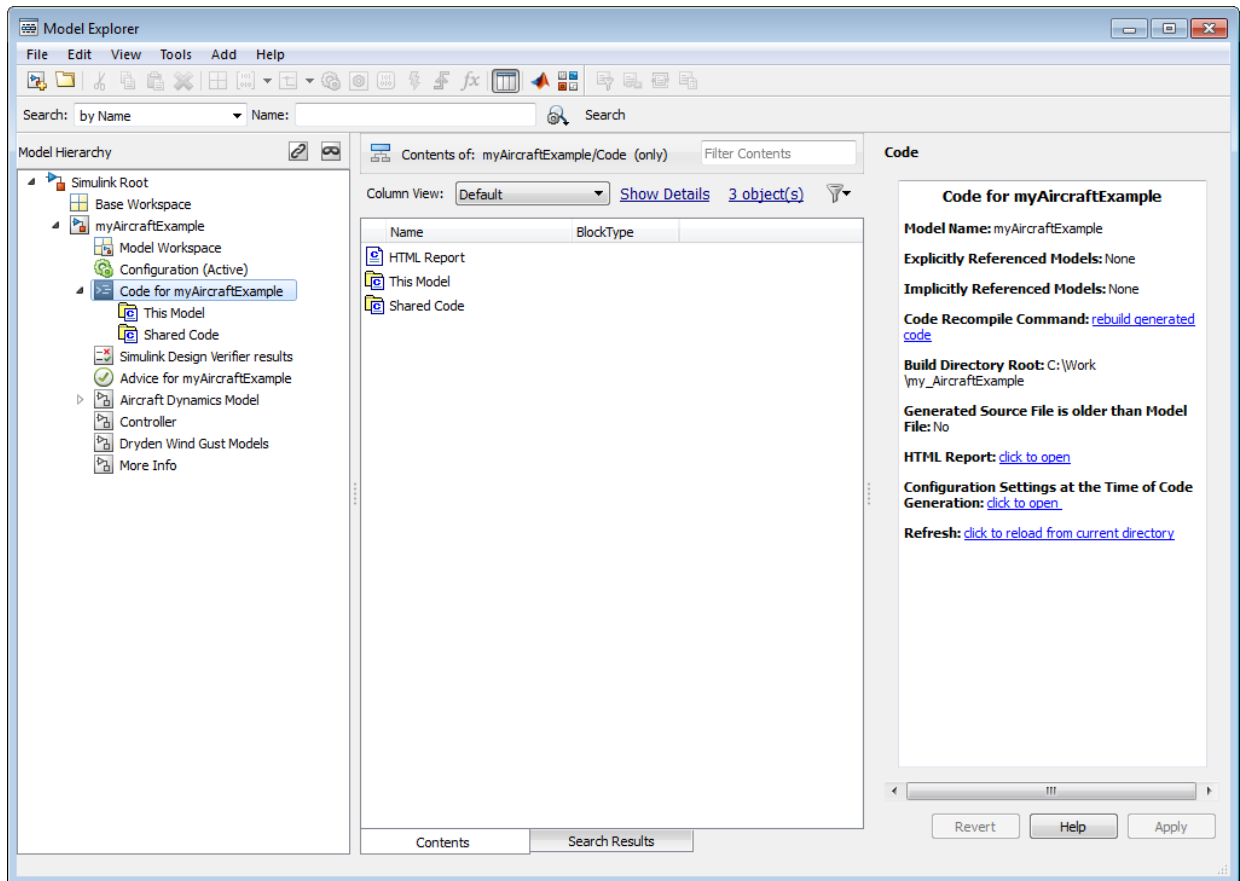 Model Explorer
File Edit View Tools Add Help
fx
Search: by Name Name: Search
Model Hierarchy
Simulink Root
Base Workspace
myAircraftExample
Model Workspace
Configuration (Active)
Code for myAircraftExample
This Model
Shared Code
Simulink Design Verifier results
Advice for myAircraftExample
Aircraft Dynamics Model
Controller
Dryden Wind Gust Models
More Info
Contents of: myAircraftExample/Code (only) Filter Contents
Column View: Default Show Details 3 object(s)
Name BlockType
HTML Report
This Model
Shared Code
Contents Search Results
Code
Code for myAircraftExample
Model Name: myAircraftExample
Explicitly Referenced Models: None
Implicitly Referenced Models: None
Code Recompile Command: rebuild generated
code
Build Directory Root: C:\Work
\my_AircraftExample
Generated Source File is older than Model
File: No
HTML Report: click to open
Configuration Settings at the Time of Code
Generation: click to open
Refresh: click to reload from current directory
Revert Help Apply